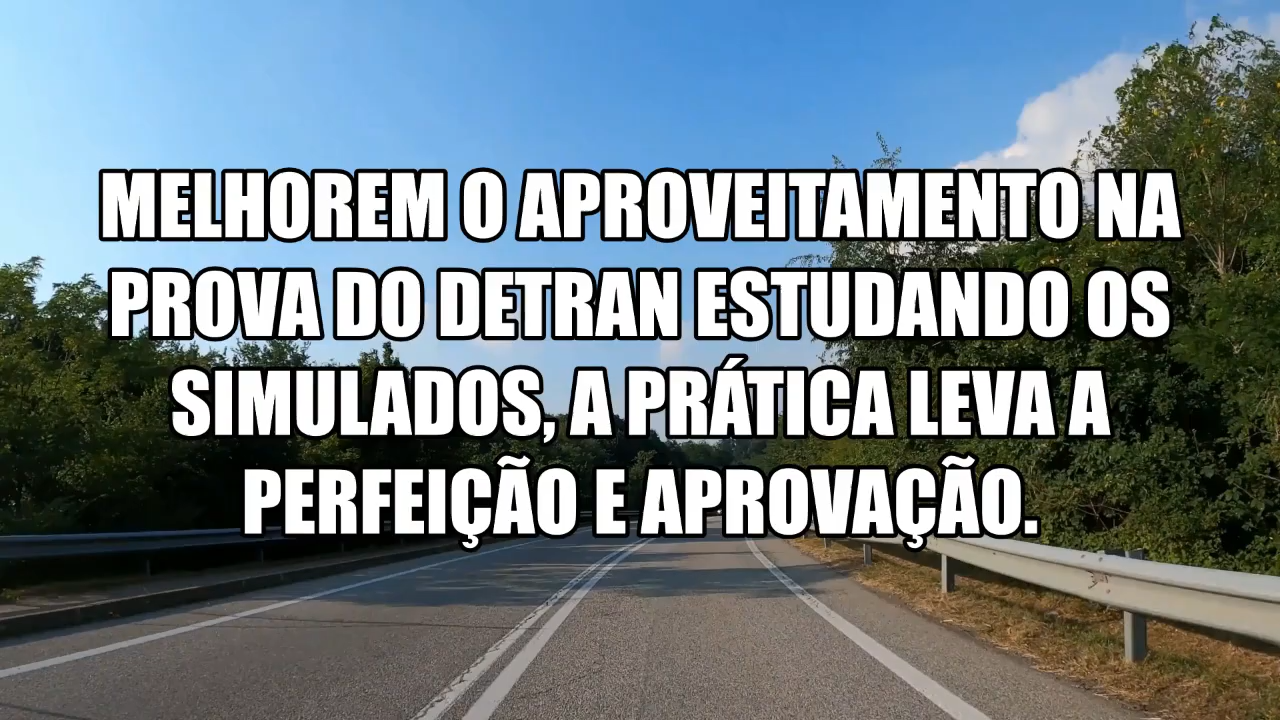 MELHOREM O APROVEITAMENTO NA
PROVA DO DETRAN ESTUDANDO OS
SIMULADOS, A PRÁTICA LEVA A
PERFEIÇÃO E APROVAÇÃO.